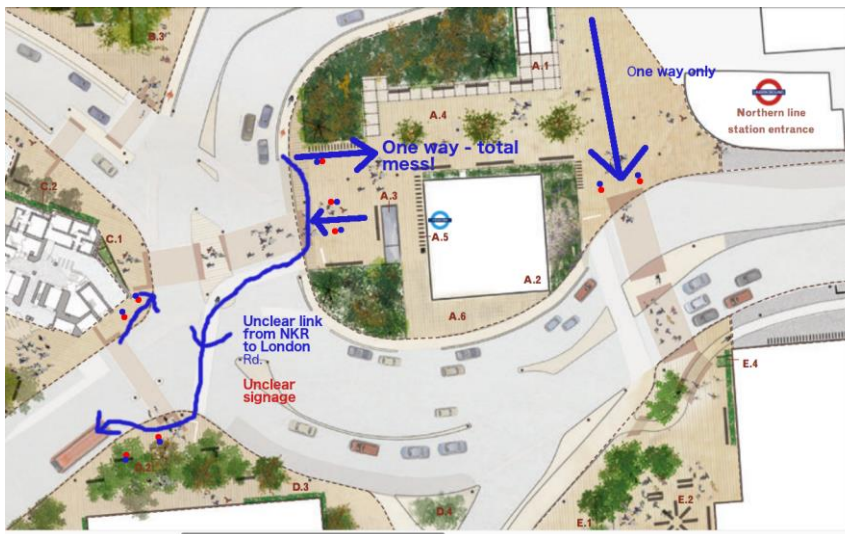 B.3
A.1
One way only
Northern line
station entrance
A.4
One way - total
mess!
C.2
A.3
C.1
A.5
A.2
A.6
Unclear link
from NKR
to London
Rd.
Unclear
signage
E.4
D.3
D.4
E.2
E.1